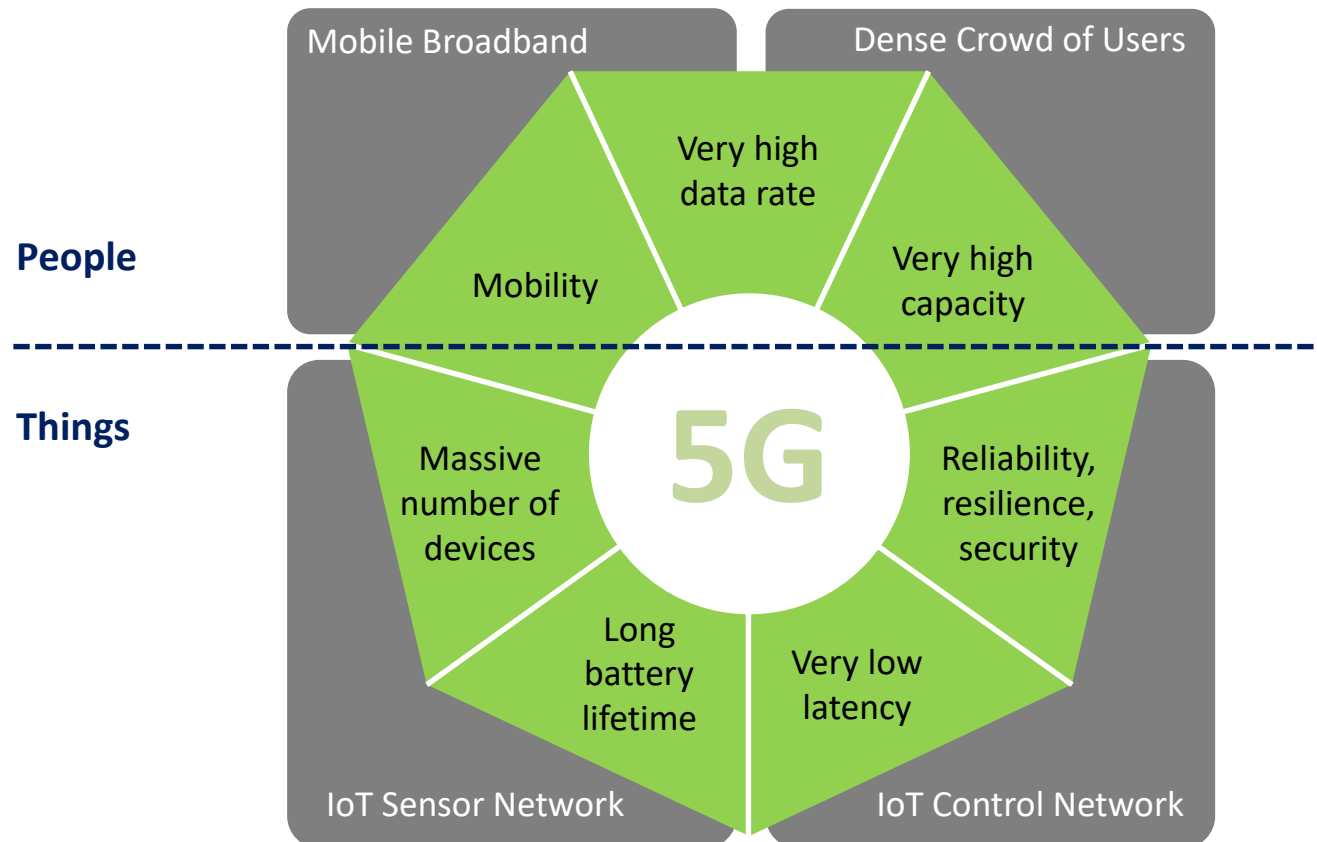 Mobile Broadband
Dense Crowd of Users
Very high
data rate
People
Mobility
Very high
capacity
Things
5G
Massive
number of
devices
Reliability,
resilience,
security
Long
battery
lifetime
Very low
latency
IoT Sensor Network
IoT Control Network